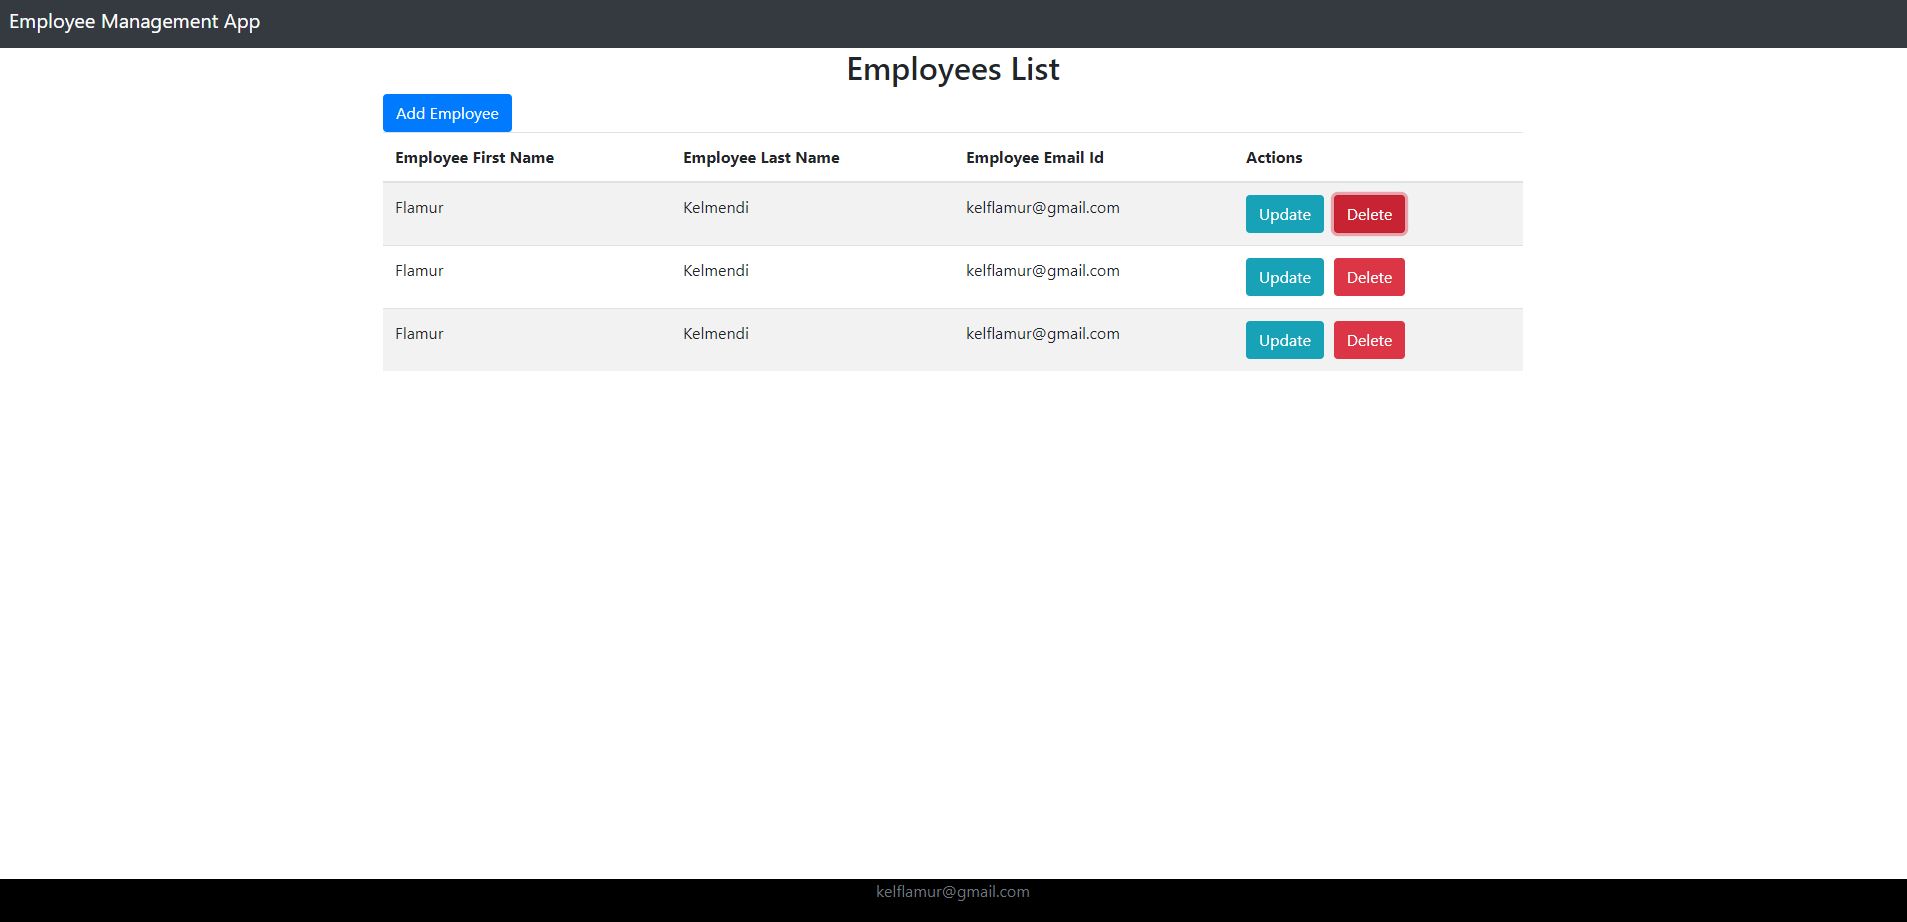 Employee Management App
Employees List
Add Employee
Employee First Name Employee Last Name Employee Email Id Actions
Flamur Kelmendi kelflamur@gmail.com Update Delete
Flamur Kelmendi kelflamur@gmail.com Update Delete
Flamur Kelmendi kelflamur@gmail.com Update Delete
kelflamur@gmail.com